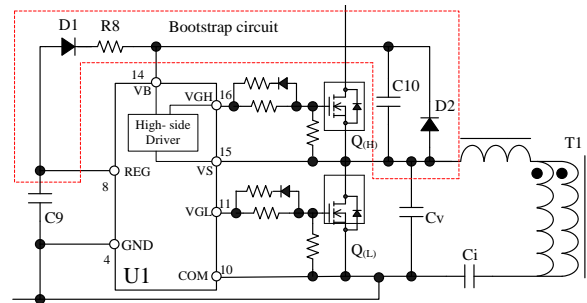 D1
R8
Bootstrap circuit
14
VB
VGH
16
C10
D2
High- side
Driver
Q(H)
T1
15
VS
REG
8
C9
VGL
11
Cv
GND
4
Q(L)
U1
COM
10
Ci